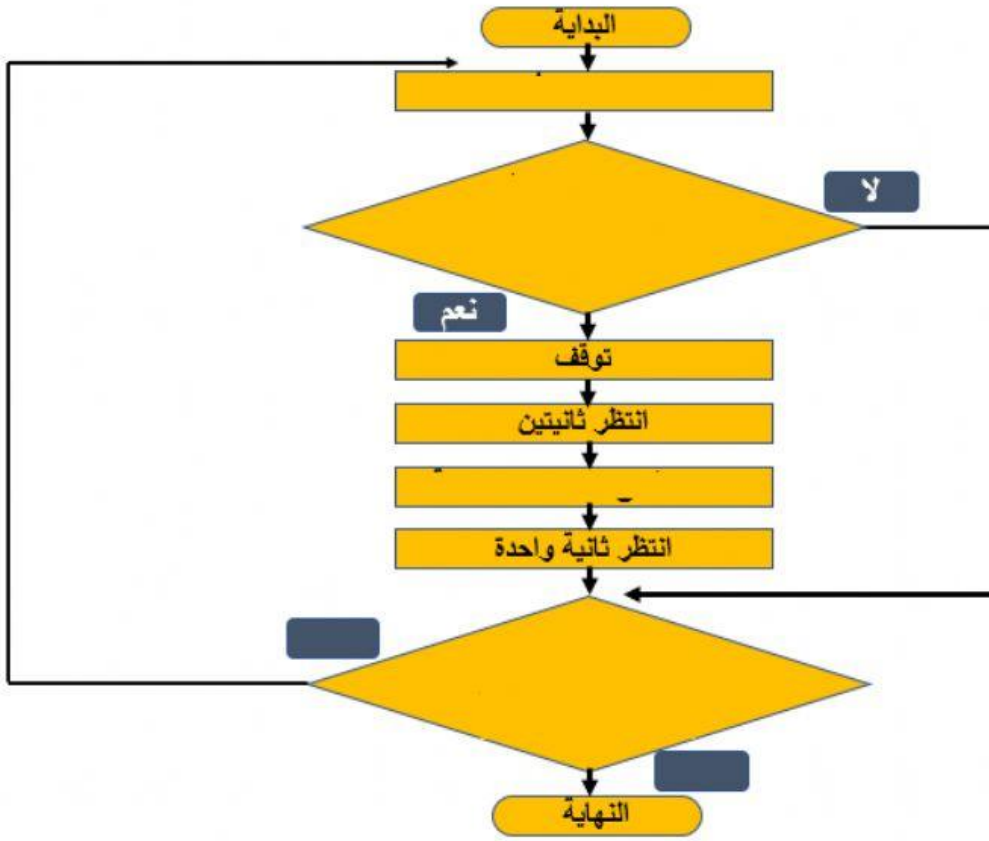 البداية
لا
نعم
توقف
انتظر ثانيتين
انتظر ثانية واحدة
النهاية